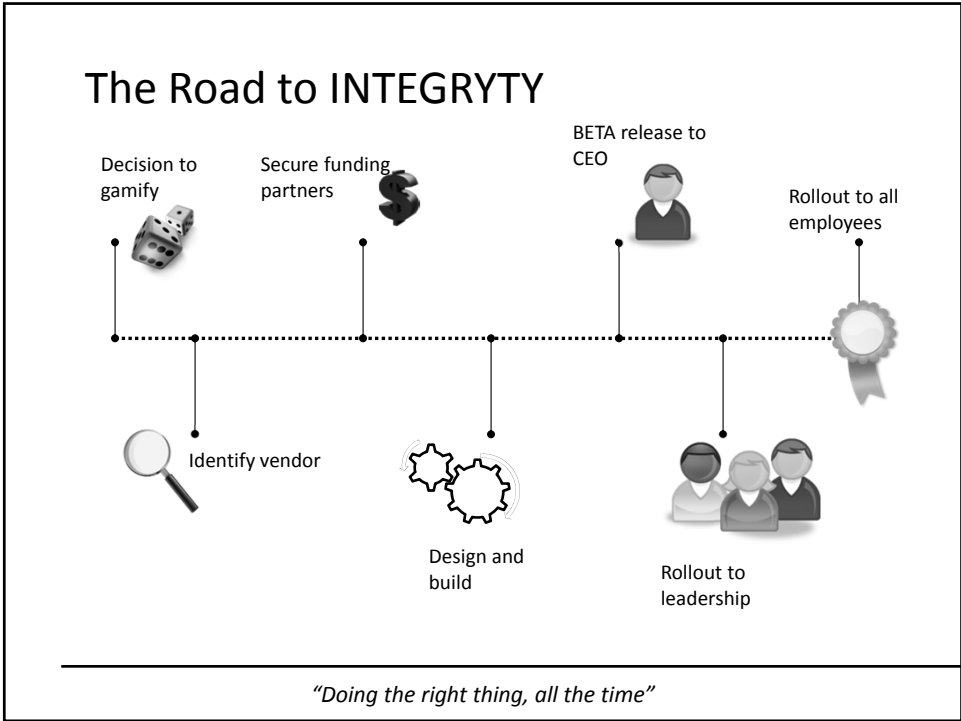 The Road to INTEGRYTY
Decision to
gamify
Identify vendor
Secure funding
partners
Design and
build
BETA release to
CEO
Rollout to
leadership
Rollout to all
employees
“Doing the right thing, all the time”